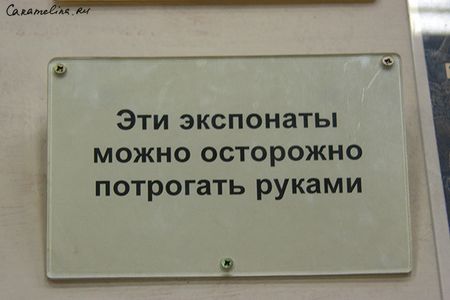 Caramelina.Ru
Эти экспонаты
можно осторожно
потрогать руками